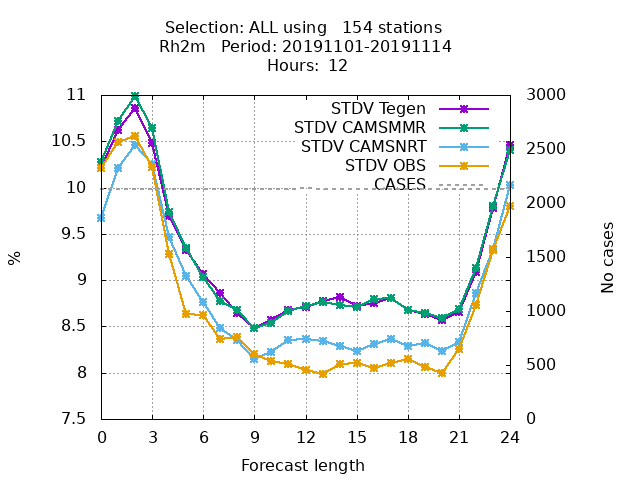 Selection: ALL using   154 stations
Rh2m   Period: 20191101-20191114
Hours: 12
STDV Tegen
STDV CAMSMMR
STDV CAMSNRT
STDV OBS
CASES
%
11
10.5
10
9.5
9
8.5
8
7.5
3000
2500
2000
1500
1000
500
0
No cases
0 3 6 9 12 15 18 21 24
Forecast length